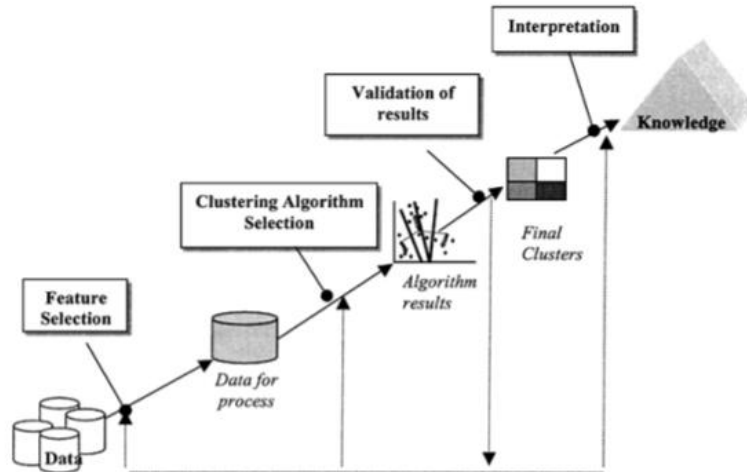 Interpretation
Knowledge
Validation of
results
Final
Clusters
Clustering Algorithm
Selection
Algorithm
results
Feature
Selection
Data for
process
Data